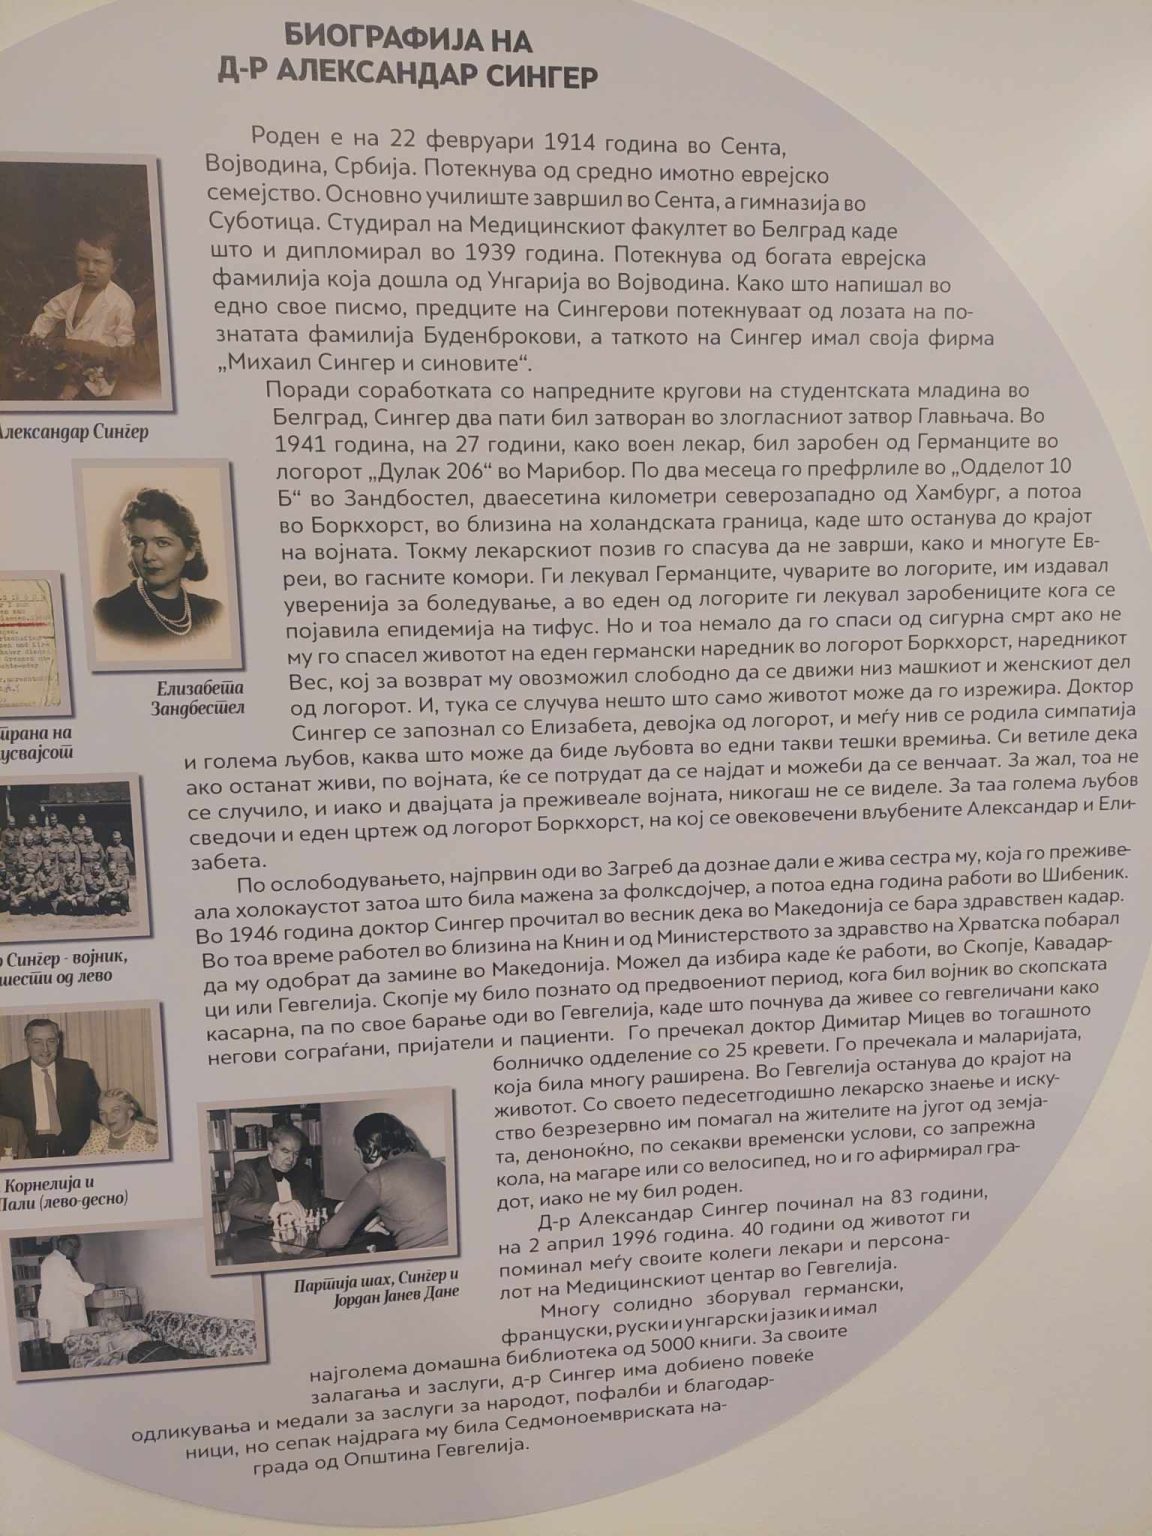 БИОГРАФИЈА НА
Д-Р АЛЕКСАНДАР СИНГЕР
Роден е на 22 февруари 1914 година во Сента,
Војводина, Србија. Потекнува од средно имотно еврејско
семејство. Основно училиште завршил во Сента, а гимназија во
Суботица. Студирал на Медицинскиот факултет во Белград каде
што и дипломирал во 1939 година. Потекнува од богата еврејска
фамилија која дошла од Унгарија во Војводина. Како што напишал во
едно свое писмо, предците на Сингерови потекнуваат од лозата на по-
знатата фамилија Буденброкови, а таткото на Сингер имал своја фирма
„Михаил Сингер и синовите“.
Поради соработката со напредните кругови на студентската младина во
Белград, Сингер два пати бил затворан во злогласниот затвор Главњача. Во
1941 година, на 27 години, како воен лекар, бил заробен од Германците во
логорот „Дулак 206“ во Марибор. По два месеца го префрлиле во „Одделот 10
Б“ во Зандбостел, дваесетина километри северозападно од Хамбург, а потоа
во Боркхорст, во близина на холандската граница, каде што останува до крајот
на војната. Токму лекарскиот позив го спасува да не заврши, како и многуте Ев-
реи, во гасните комори. Ги лекувал Германците, чуварите во логорите, им издавал
уверенија за боледување, а во еден од логорите ги лекувал заробениците кога се
појавила епидемија на тифус. Но и тоа немало да го спаси од сигурна смрт ако не
му го спасел животот на еден германски наредник во логорот Боркхорст, наредникот
Вес, кој за возврат му овозможил слободно да се движи низ машкиот и женскиот дел
од логорот. И, тука се случува нешто што само животот може да го изрежира. Доктор
Сингер се запознал со Елизабета, девојка од логорот, и меѓу нив се родила симпатија
и голема љубов, каква што може да биде љубовта во едни такви тешки времиња. Си ветиле дека
ако останат живи, по војната, ќе се потрудат да се најдат и можеби да се венчаат. За жал, тоа не
се случило, и иако и двајцата ја преживеале војната, никогаш не се виделе. За таа голема љубов
сведочи и еден цртеж од логорот Боркхорст, на кој се овековечени вљубените Александар и Ели-
забета.
По ослободувањето, најпрвин оди во Загреб да дознае дали е жива сестра му, која го преживе-
ала холокаустот затоа што била мажена за фолксдојчер, а потоа една година работи во Шибеник.
Во 1946 година доктор Сингер прочитал во весник дека во Македонија се бара здравствен кадар.
Во тоа време работел во близина на Книн и од Министерството за здравство на Хрватска побарал
да му одобрат да замине во Македонија. Можел да избира каде ќе работи, во Скопје, Кавадар-
ци или Гевгелија. Скопје му било познато од предвоениот период, кога бил војник во скопската
касарна, па по свое барање оди во Гевгелија, каде што почнува да живее со гевгеличани како
негови сограѓани, пријатели и пациенти. Го пречекал доктор Димитар Мицев во тогашното
болничко одделение со 25 кревети. Го пречекала и маларијата,
која била многу раширена. Во Гевгелија останува до крајот на
животот. Со своето педесетгодишно лекарско знаење и иску-
ство безрезервно им помагал на жителите на југот од земја-
та, деноноќно, по секакви временски услови, со запрежна
кола, на магаре или со велосипед, но и го афирмирал гра-
дот, иако не му бил роден.
Д-р Александар Сингер починал на 83 години,
на 2 април 1996 година. 40 години од животот ги
поминал меѓу своите колеги лекари и персона-
лот на Медицинскиот центар во Гевгелија.
Многу солидно зборувал германски,
француски, руски и унгарски јазик и имал
најголема домашна библиотека од 5000 книги. За своите
залагања и заслуги, д-р Сингер има добиено повеќе
одликувања и медали за заслуги за народот, пофалби и благодар-
ници, но сепак најдрага му била Седмоноемвриската на-
града од Општина Гевгелија.
Александар Сингер
Елизабета
Зандбестел
трана на
усвајсот
р Сингер - војник,
шести од лево
Корнелија и
Пали (лево-десно)
Партија шах, Сингер и
Јордан Јанев Дане